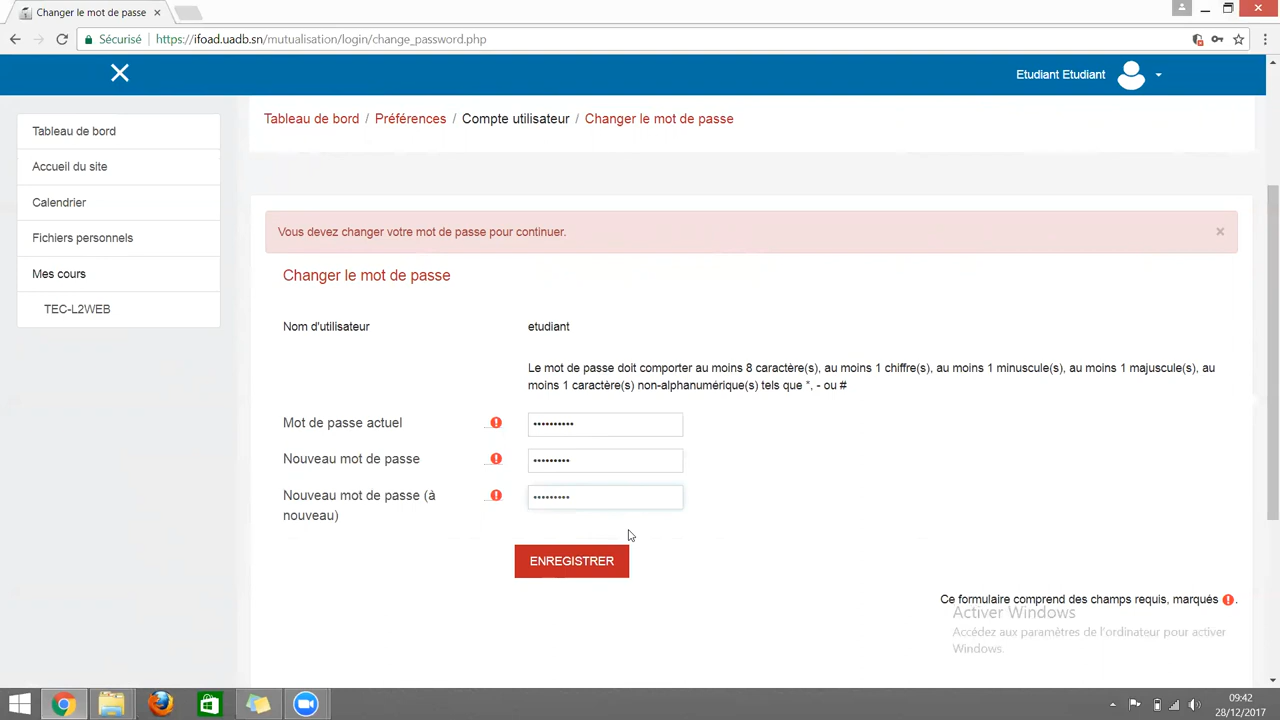 Changer le mot de passe
Sécurisé
https://ifoad.uadb.sn/mutualisation/login/change_password.php
Etudiant Etudiant
Tableau de bord
Accueil du site
Calendrier
Fichiers personnels
Mes cours
TEC-L2WEB
Tableau de bord / Préférences / Compte utilisateur / Changer le mot de passe
Vous devez changer votre mot de passe pour continuer.
×
Changer le mot de passe
Nom d'utilisateur
etudiant
Le mot de passe doit comporter au moins 8 caractère(s), au moins 1 chiffre(s), au moins 1 minuscule(s), au moins 1 majuscule(s), au
moins 1 caractère(s) non-alphanumérique(s) tels que *, - ou #
Mot de passe actuel
••••••••••
Nouveau mot de passe
•••••••••
Nouveau mot de passe (à
nouveau)
•••••••••
ENREGISTRER
Ce formulaire comprend des champs requis, marqués !.
Activer Windows
Accédez aux paramètres de l'ordinateur pour activer
Windows.
09:42
28/12/2017